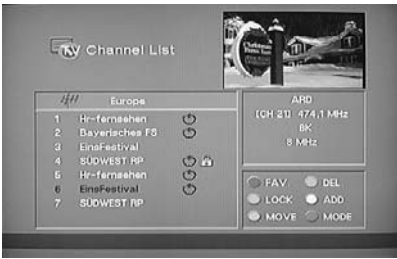 TV Channel List
Europe
1 Hr-fernsehen
2 Bayerisches FS
3 EinsFestival
4 SÜDWEST RP
5 Hr-fernsehen
6 EinsFestival
7 SÜDWEST RP
Christmas
ARD
[CH 21] 474.1 MHz
8K
8 MHz
FAV.
DEL
LOCK
ADD
MOVE
MODE